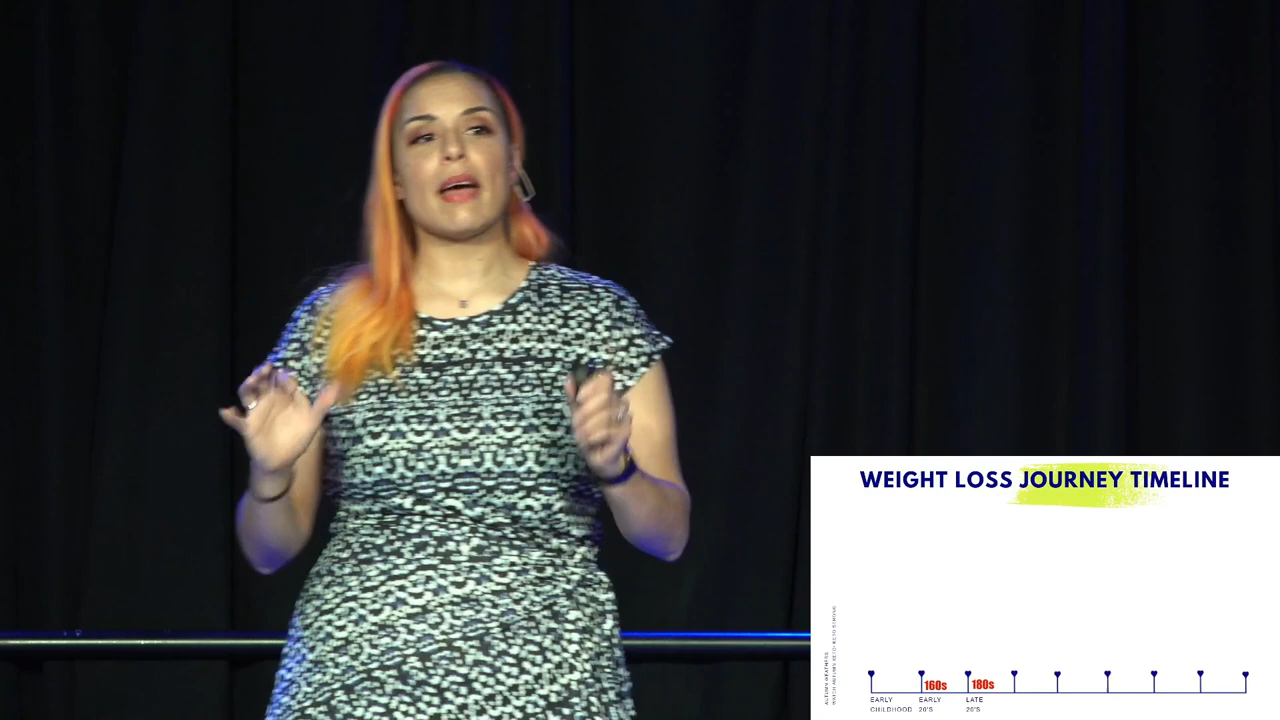 WEIGHT LOSS JOURNEY TIMELINE
160s
180s
EARLY
CHILDHOOD
EARLY
20'S
LATE
20'S